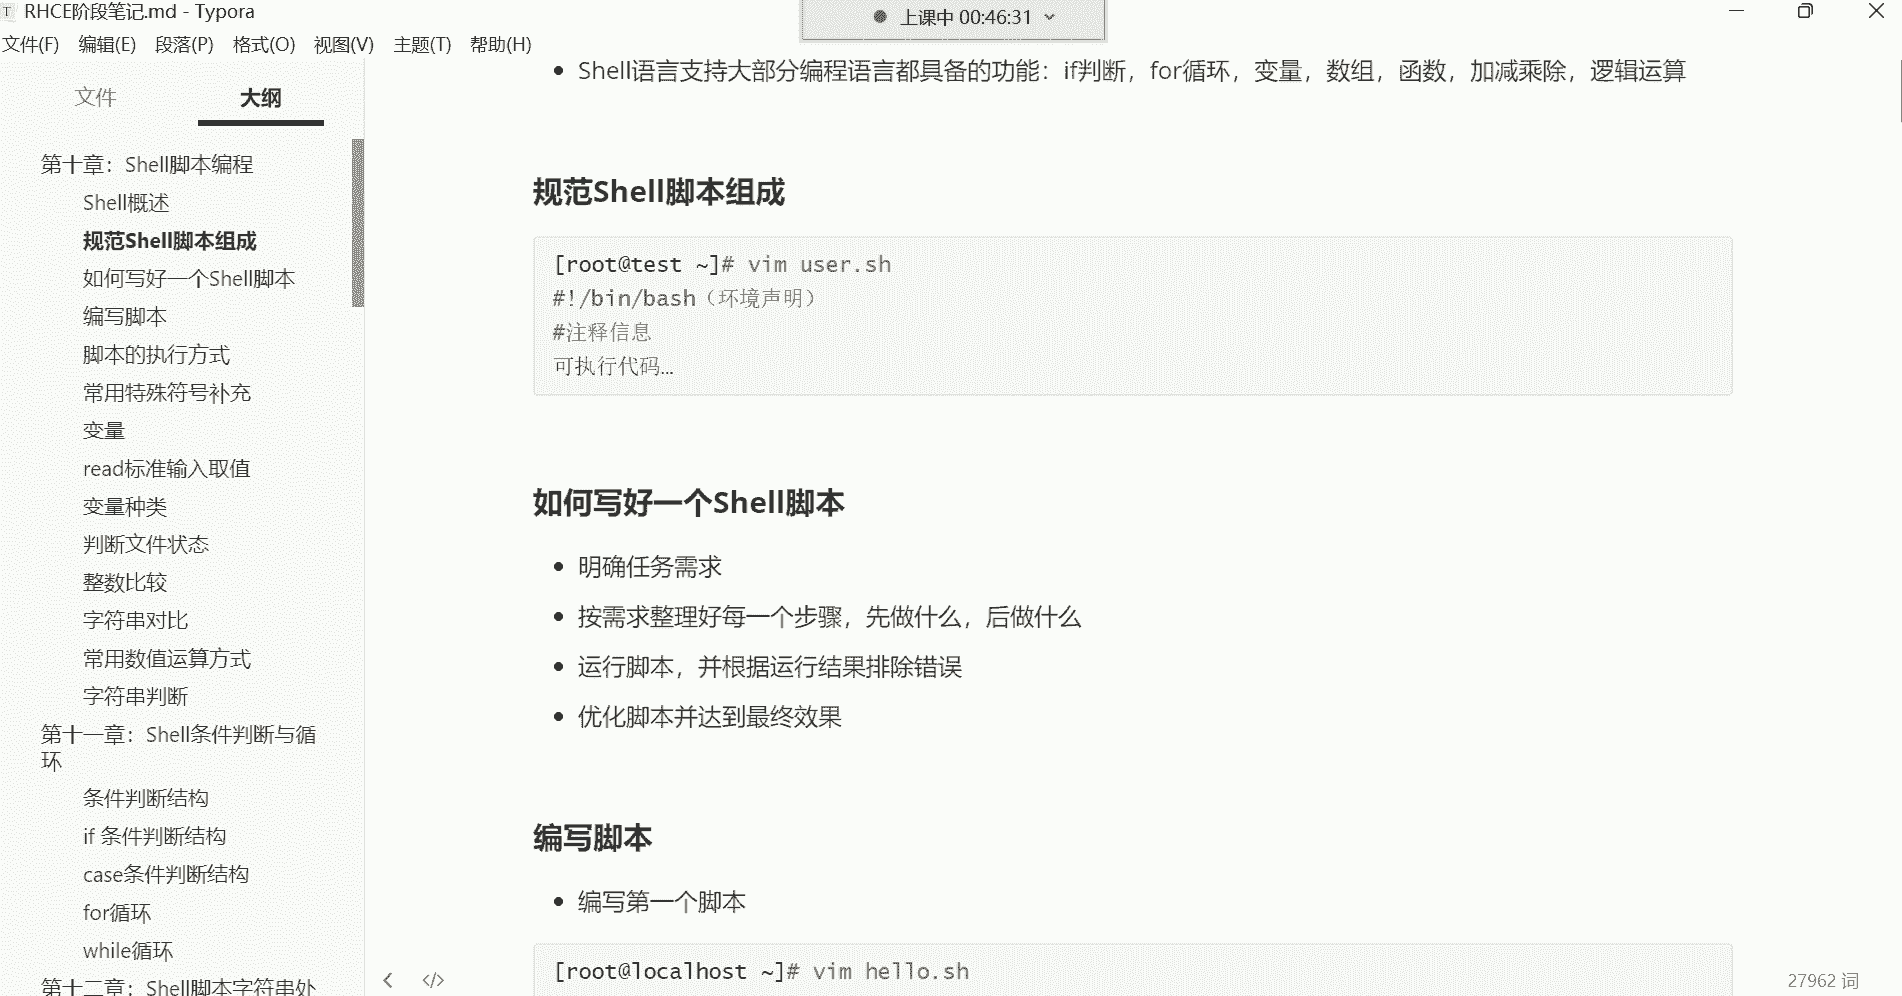 RHCE阶段笔记.md - Typora
上课中 00:46:31
文件(F) 编辑(E) 段落(P) 格式(O) 视图(V) 主题(T) 帮助(H)
文件 大纲
第十章：Shell脚本编程
Shell概述
规范Shell脚本组成
如何写好一个Shell脚本
编写脚本
脚本的执行方式
常用特殊符号补充
变量
read标准输入取值
变量种类
判断文件状态
整数比较
字符串对比
常用数值运算方式
字符串判断
第十一章：Shell条件判断与循
环
条件判断结构
if 条件判断结构
case条件判断结构
for循环
while循环
第十二章：Shell脚本字符串处
Shell语言支持大部分编程语言都具备的功能：if判断，for循环，变量，数组，函数，加减乘除，逻辑运算
规范Shell脚本组成
[root@test ~]# vim user.sh
#!/bin/bash（环境声明）
#注释信息
可执行代码...
如何写好一个Shell脚本
明确任务需求
按需求整理好每一个步骤，先做什么，后做什么
运行脚本，并根据运行结果排除错误
优化脚本并达到最终效果
编写脚本
编写第一个脚本
[root@localhost ~]# vim hello.sh
27962 词